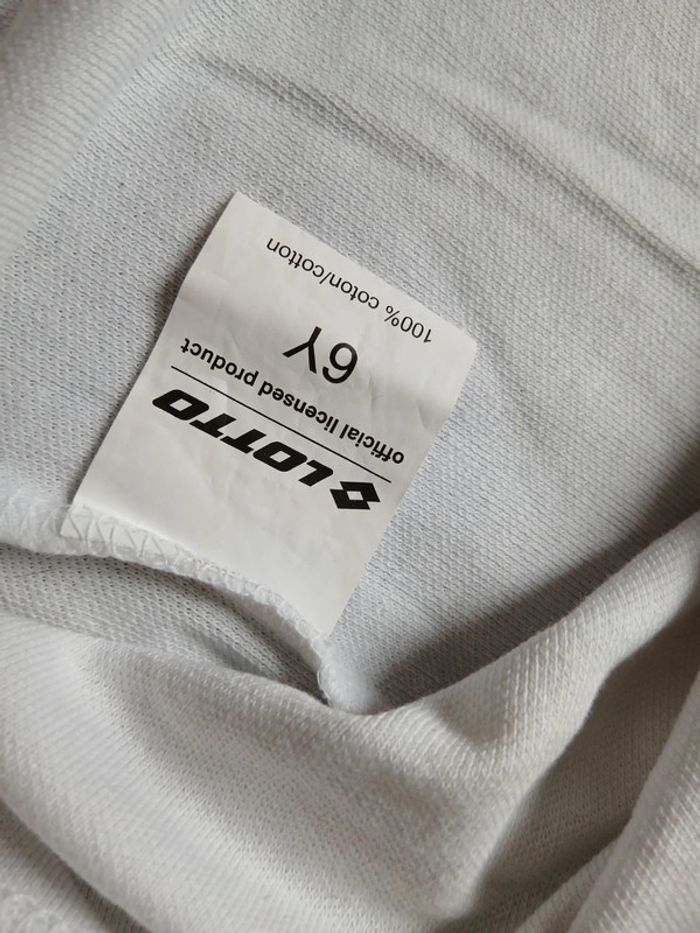 LOTTO
official licensed product
6Y
100% coton/cotton